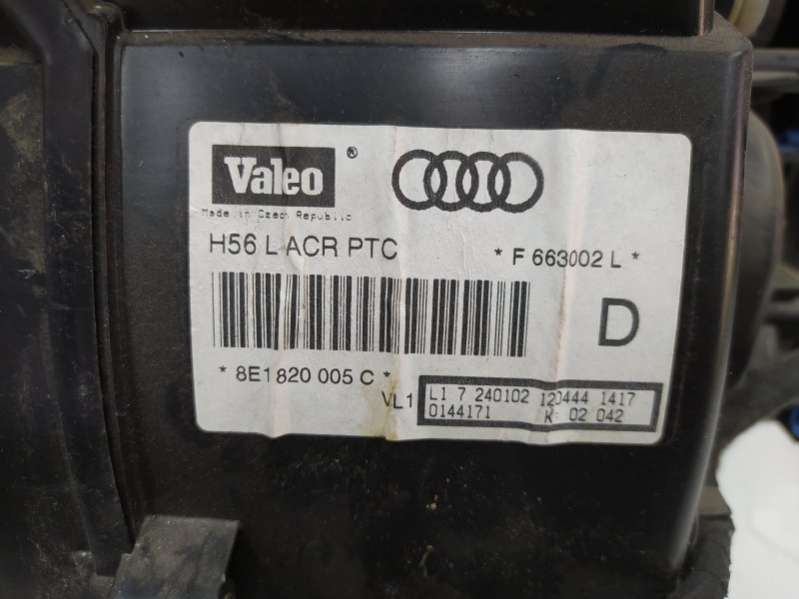 Valeo ®
Made in Czech Republic
H56 L ACR PTC
* F 663002 L *
D
* 8E1 820 005 C *
VL1
L1 7 240102 120444 1417
0144171 K 02 042